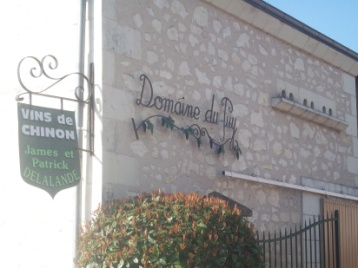 VINS de
CHINON
James et
Patrick
DELALANDE
Domaine du Puy